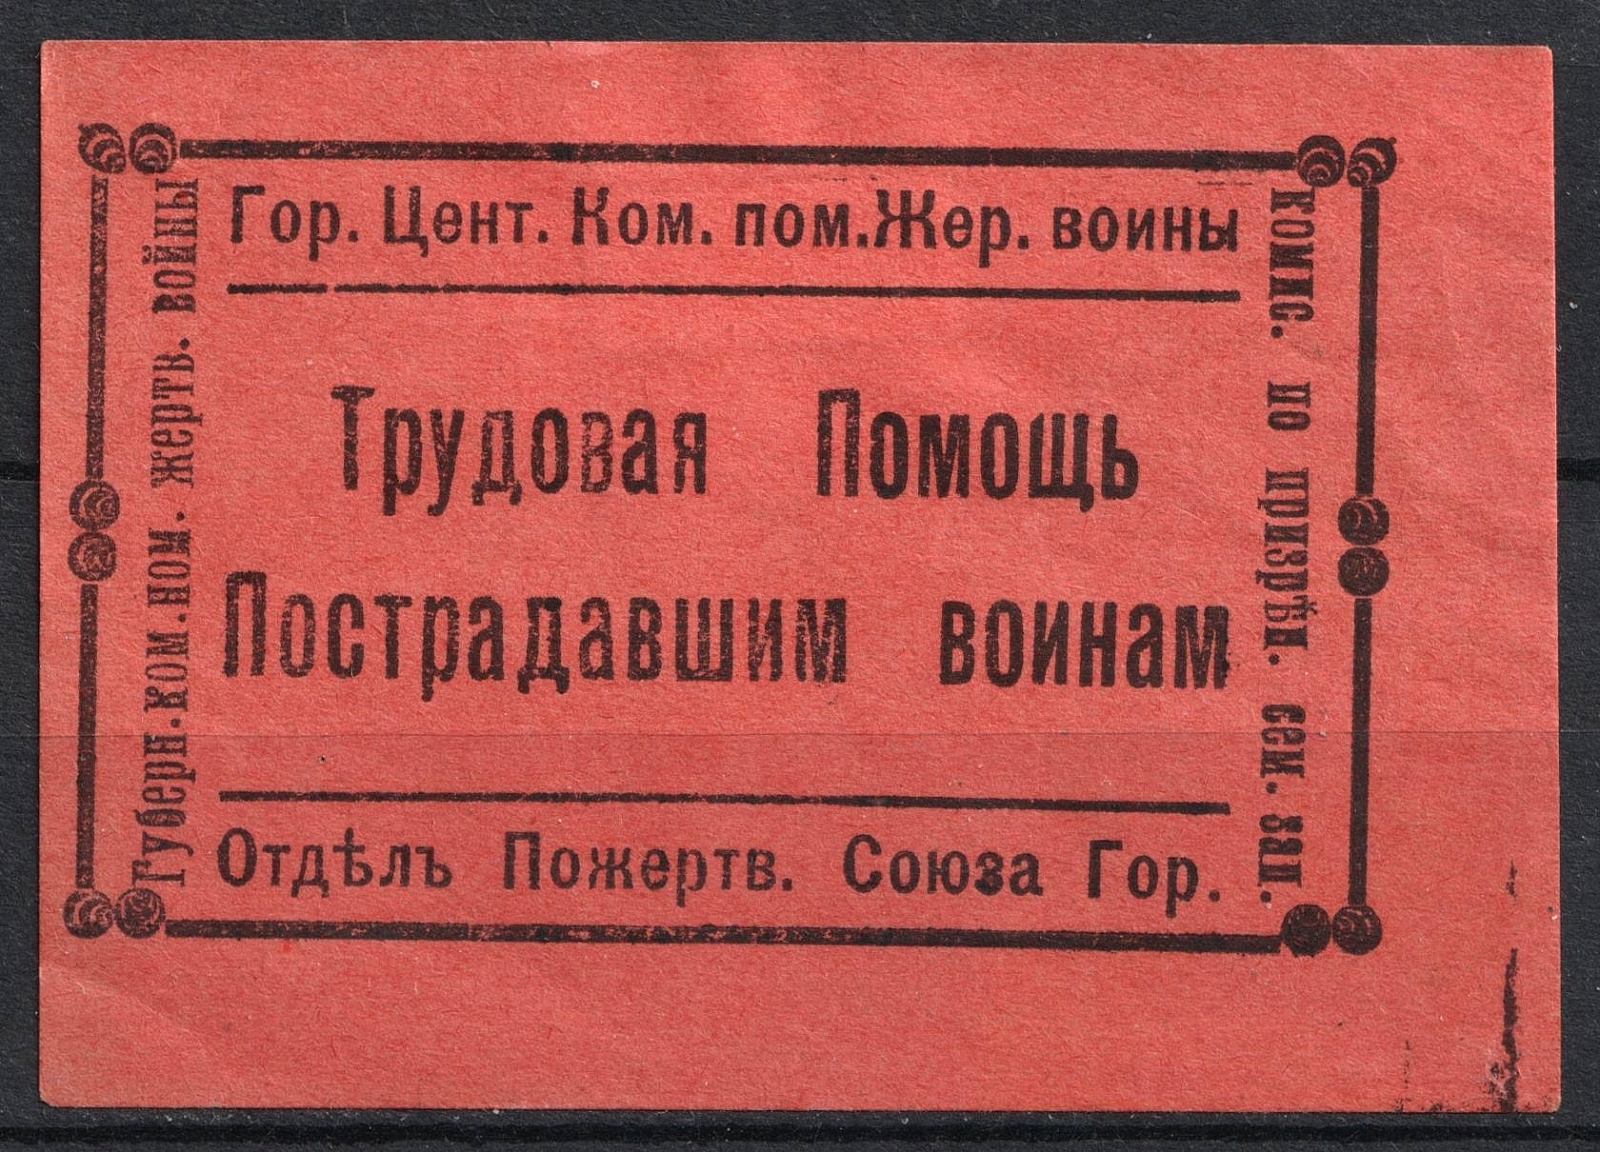 Гор. Цент. Ком. пом. Жер. воины
Губерн. ком. ном. жертв. войны
Трудовая Помощь
Пострадавшим воинам
Комис. по призрѣн. сем. зап.
Отдѣлъ Пожертв. Союза Гор.